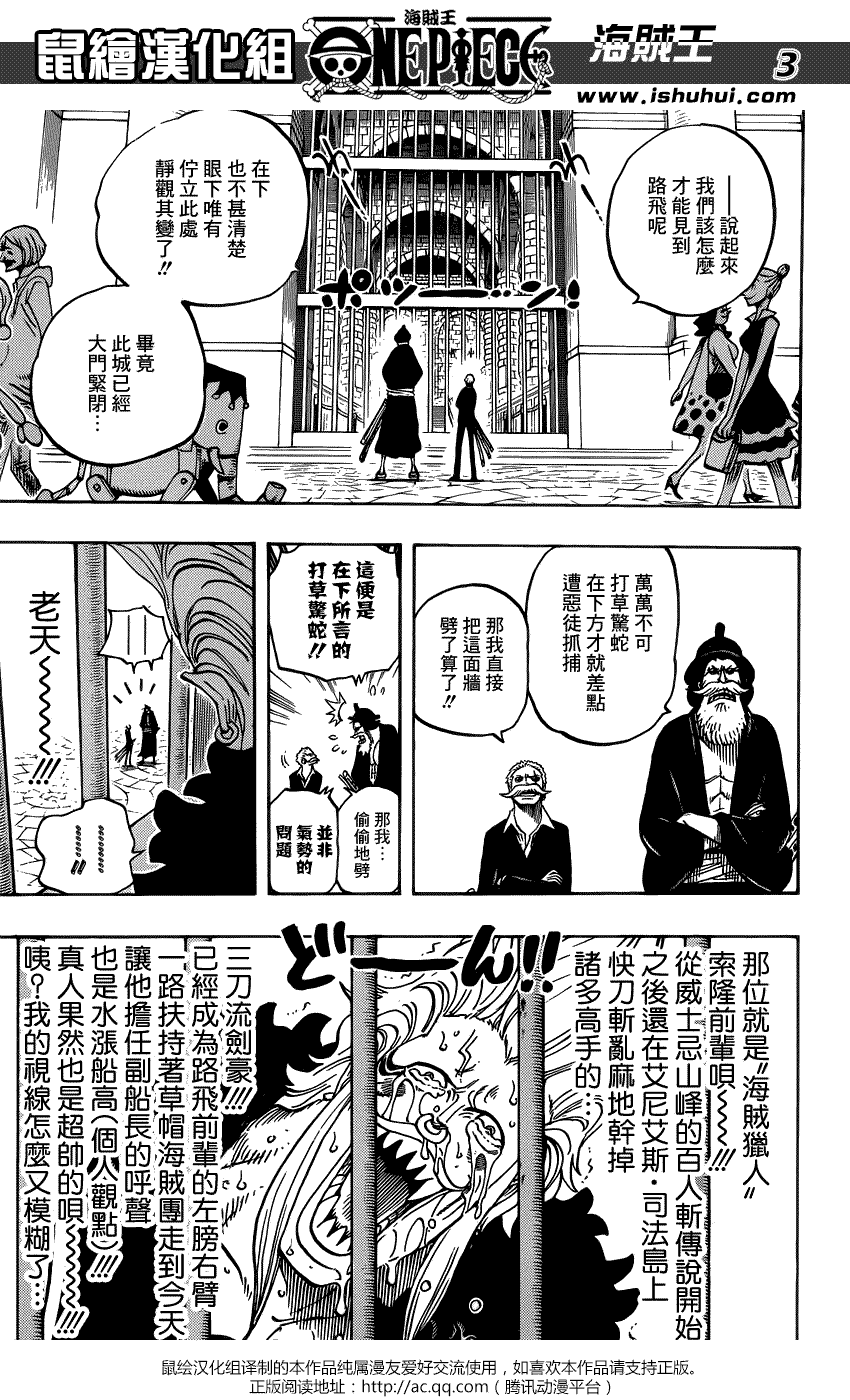 鼠繪漢化組
海賊王
ONE PIECE
海賊王
3
www.ishuhui.com
──說起來
我們該怎麼
才能見到
路飛呢
在下
也不甚清楚
眼下唯有
佇立此處
靜觀其變了!!
畢竟
此城已經
大門緊閉…
ポツーーン!
萬萬不可
打草驚蛇
在下方才就差點
遭惡徒抓捕
那我直接
把這面牆
劈了算了!!
這便是
在下所言的
打草驚蛇!!
那我…
偷偷地劈
並非
氣勢的
問題
老天~~~~!!!
那位就是"海賊獵人"
索隆前輩唄~~!!!
從威士忌山峰的百人斬傳說開始
之後還在艾尼艾斯·司法島上
快刀斬亂麻地幹掉
諸多高手的…
どーーん!!
三刀流劍豪!!!
已經成為路飛前輩的左膀右臂
一路扶持著草帽海賊團走到今天
讓他擔任副船長的呼聲
也是水漲船高(個人觀點)!!!
真人果然也是超帥的唄~~~!!!
咦?我的視線怎麼又模糊了…
鼠绘汉化组译制的本作品纯属漫友爱好交流使用，如喜欢本作品请支持正版。
正版阅读地址：http://ac.qq.com（腾讯动漫平台）